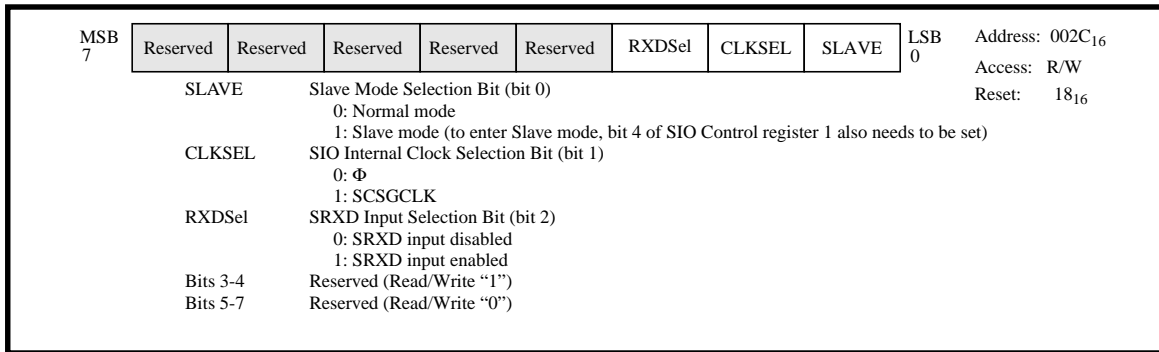 MSB
7
Reserved Reserved Reserved Reserved Reserved RXDSel CLKSEL SLAVE
LSB
0
Address: 002C16
Access: R/W
Reset: 1816
SLAVE Slave Mode Selection Bit (bit 0)
0: Normal mode
1: Slave mode (to enter Slave mode, bit 4 of SIO Control register 1 also needs to be set)
CLKSEL SIO Internal Clock Selection Bit (bit 1)
0: Φ
1: SCSGCLK
RXDSel SRXD Input Selection Bit (bit 2)
0: SRXD input disabled
1: SRXD input enabled
Bits 3-4 Reserved (Read/Write “1”)
Bits 5-7 Reserved (Read/Write “0”)